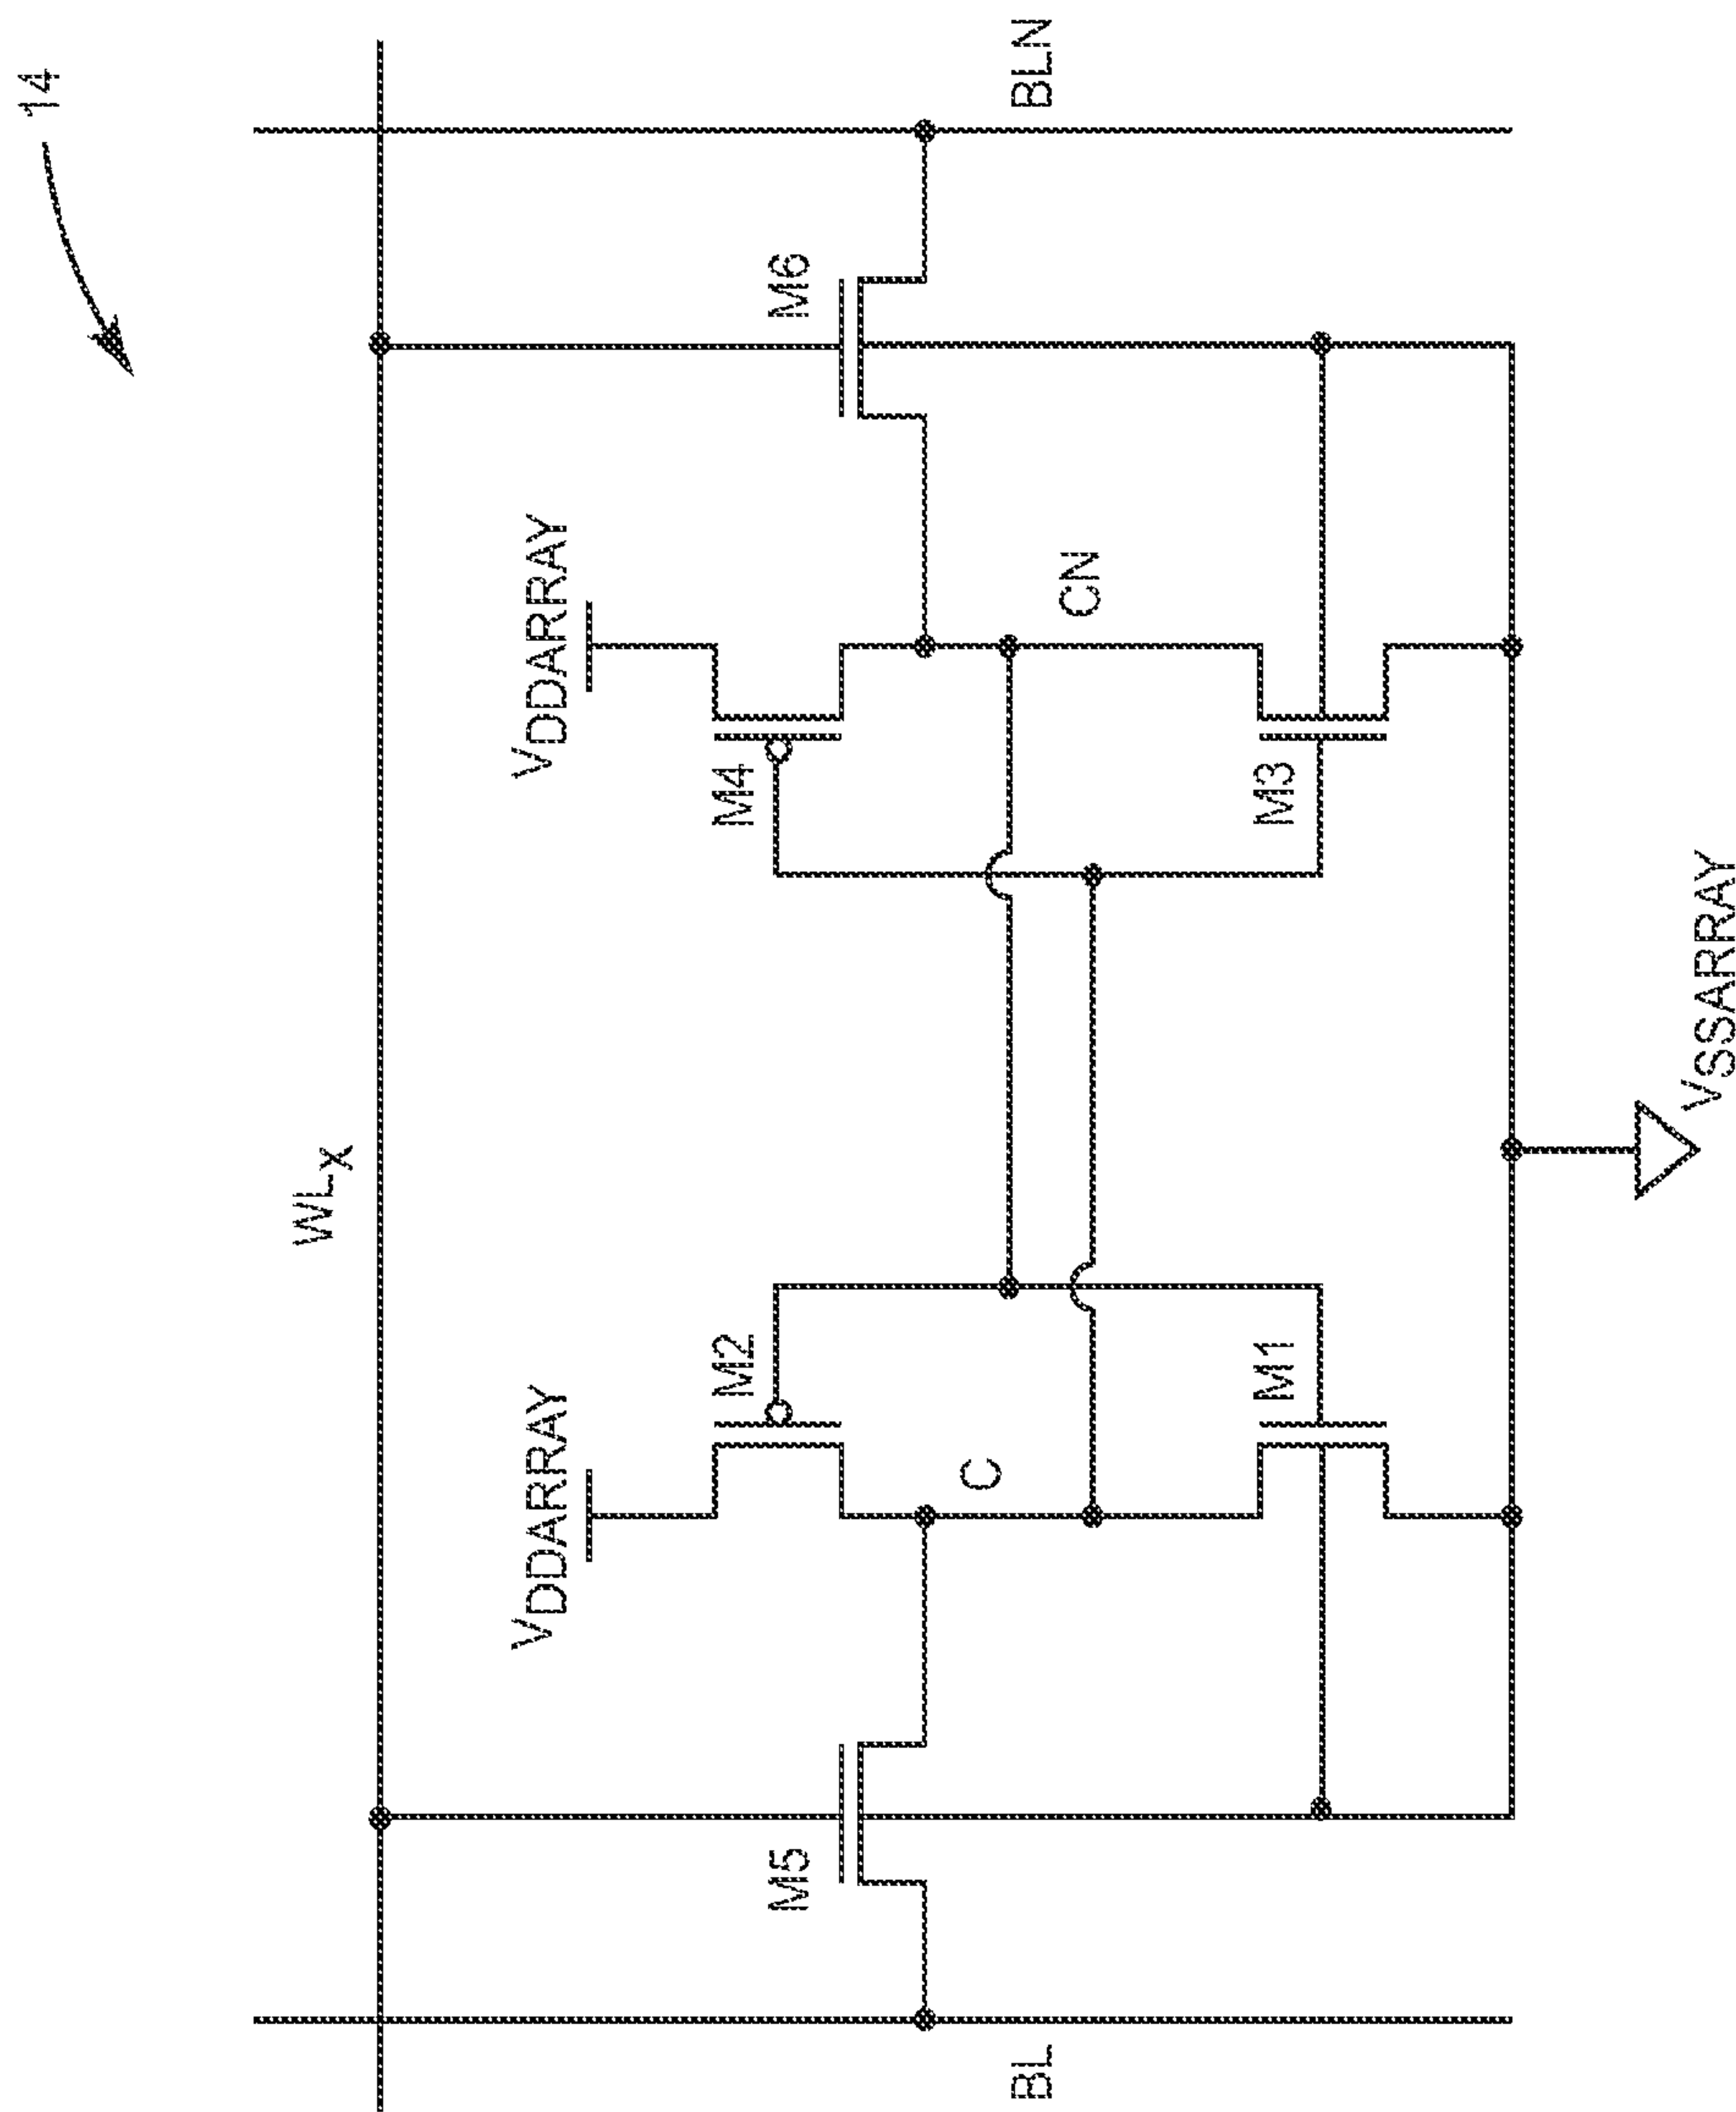 14
WLX
VDDARRAY
VDDARRAY
M5
M2
M4
M6
C
CN
BL
BLN
M1
M3
VSSARRAY